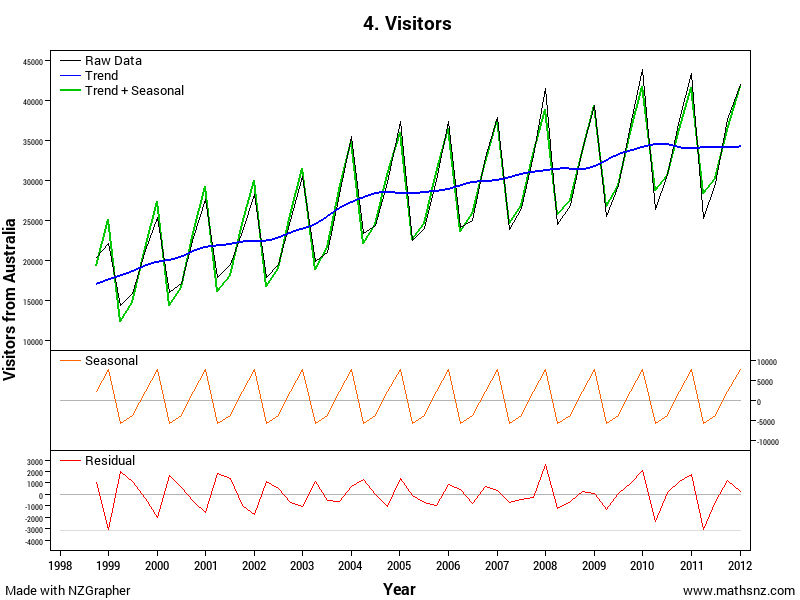 4. Visitors
Raw Data
Trend
Trend + Seasonal
45000
40000
35000
30000
25000
20000
15000
10000
Visitors from Australia
Seasonal
10000
5000
0
-5000
-10000
Residual
3000
2000
1000
0
-1000
-2000
-3000
-4000
1998 1999 2000 2001 2002 2003 2004 2005 2006 2007 2008 2009 2010 2011 2012
Made with NZGrapher
Year
www.mathsnz.com